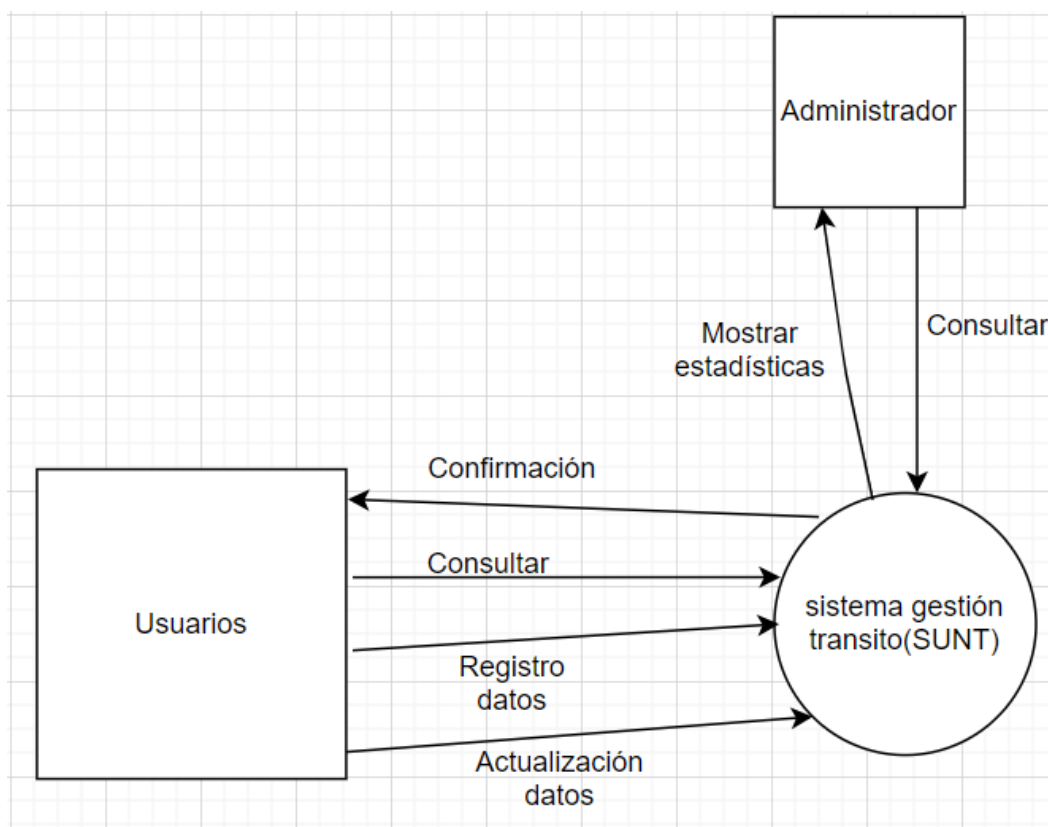 Administrador
Mostrar
estadísticas
Consultar
Confirmación
Consultar
Usuarios
sistema gestión
transito(SUNT)
Registro
datos
Actualización
datos